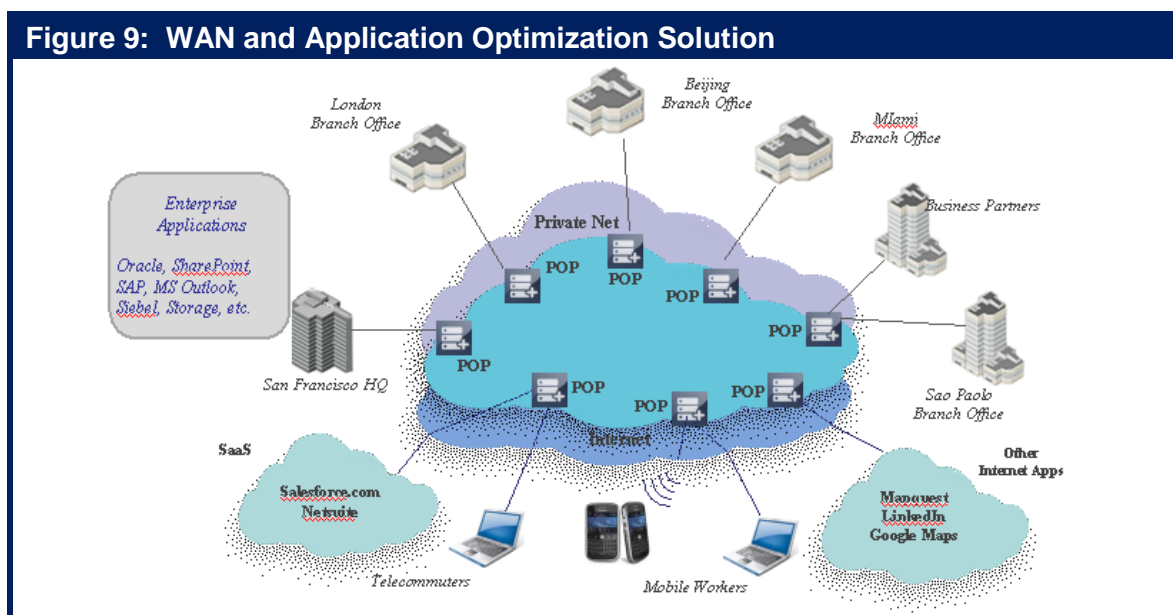 Figure 9: WAN and Application Optimization Solution
London
Branch Office
Beijing
Branch Office
MIami
Branch Office
Enterprise
Applications
Oracle, SharePoint,
SAP, MS Outlook,
Siebel, Storage, etc.
Private Net
Business Partners
POP
POP
POP
POP
POP
San Francisco HQ
POP
POP
POP
Sao Paolo
Branch Office
Internet
SaaS
Salesforce.com
Netsuite
Other
Internet Apps
Manquest
LinkedIn
Google Maps
Telecommuters
Mobile Workers